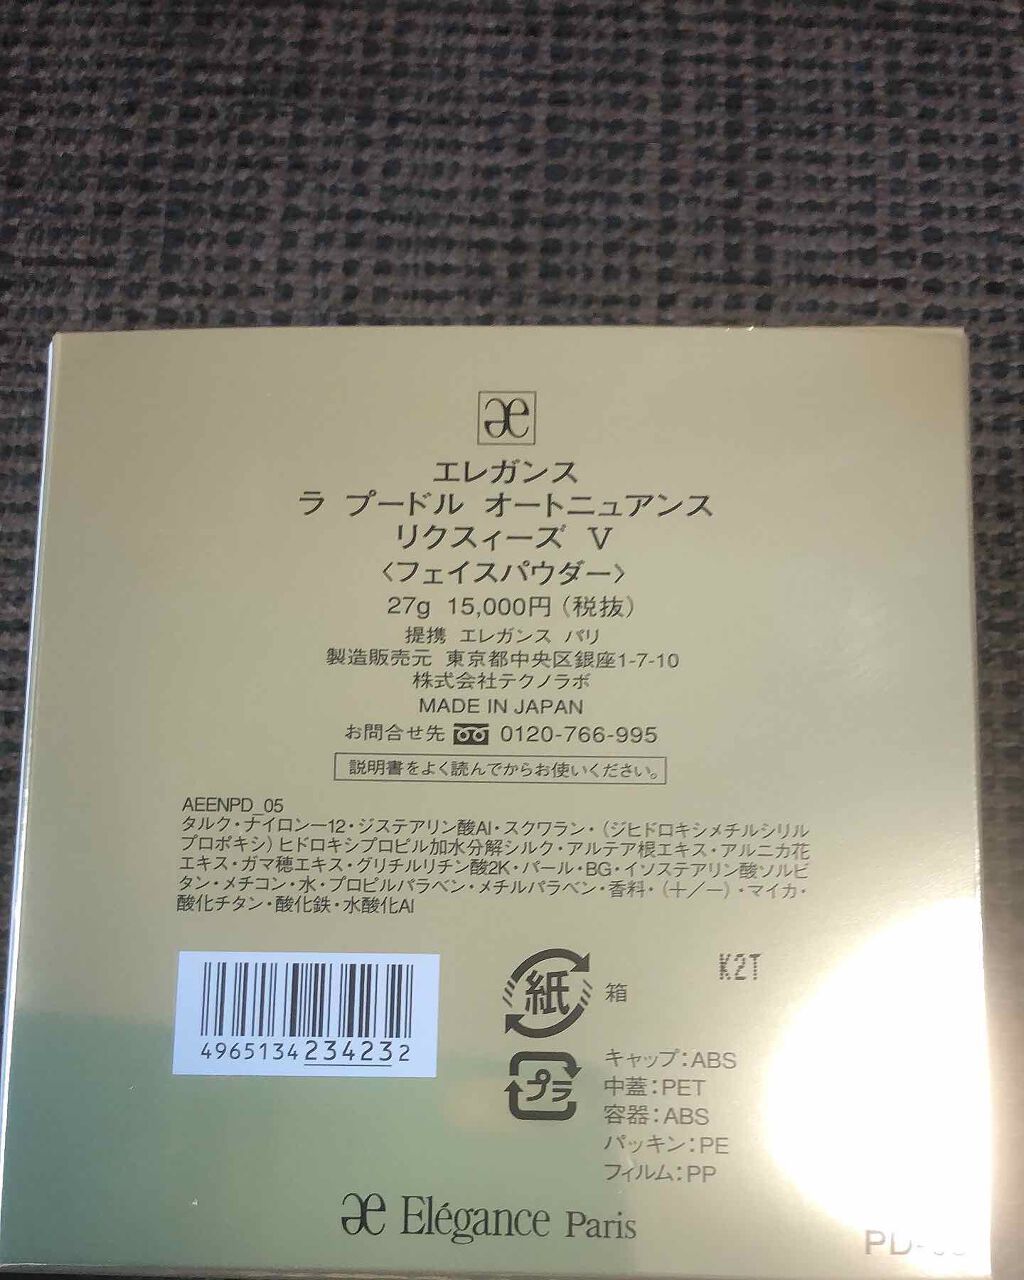 æ
エレガンス
ラ プードル オートニュアンス
リクスィーズ V
〈フェイスパウダー〉
27g 15,000円(税抜)
提携 エレガンス パリ
製造販売元 東京都中央区銀座1-7-10
株式会社テクノラボ
MADE IN JAPAN
お問合せ先 0120-766-995
説明書をよく読んでからお使いください。
AEENPD_05
タルク・ナイロン-12・ジステアリン酸Al・スクワラン・(ジヒドロキシメチルシリル
プロポキシ)ヒドロキシプロピル加水分解シルク・アルテア根エキス・アルニカ花
エキス・ガマ穂エキス・グリチルリチン酸2K・パール・BG・イソステアリン酸ソルビ
タン・メチコン・水・プロピルパラベン・メチルパラベン・香料・(+/-)・マイカ・
酸化チタン・酸化鉄・水酸化Al
4965134234232
K2T
紙 箱
プラ
キャップ:ABS
中蓋:PET
容器:ABS
パッキン:PE
フィルム:PP
æ Elégance Paris